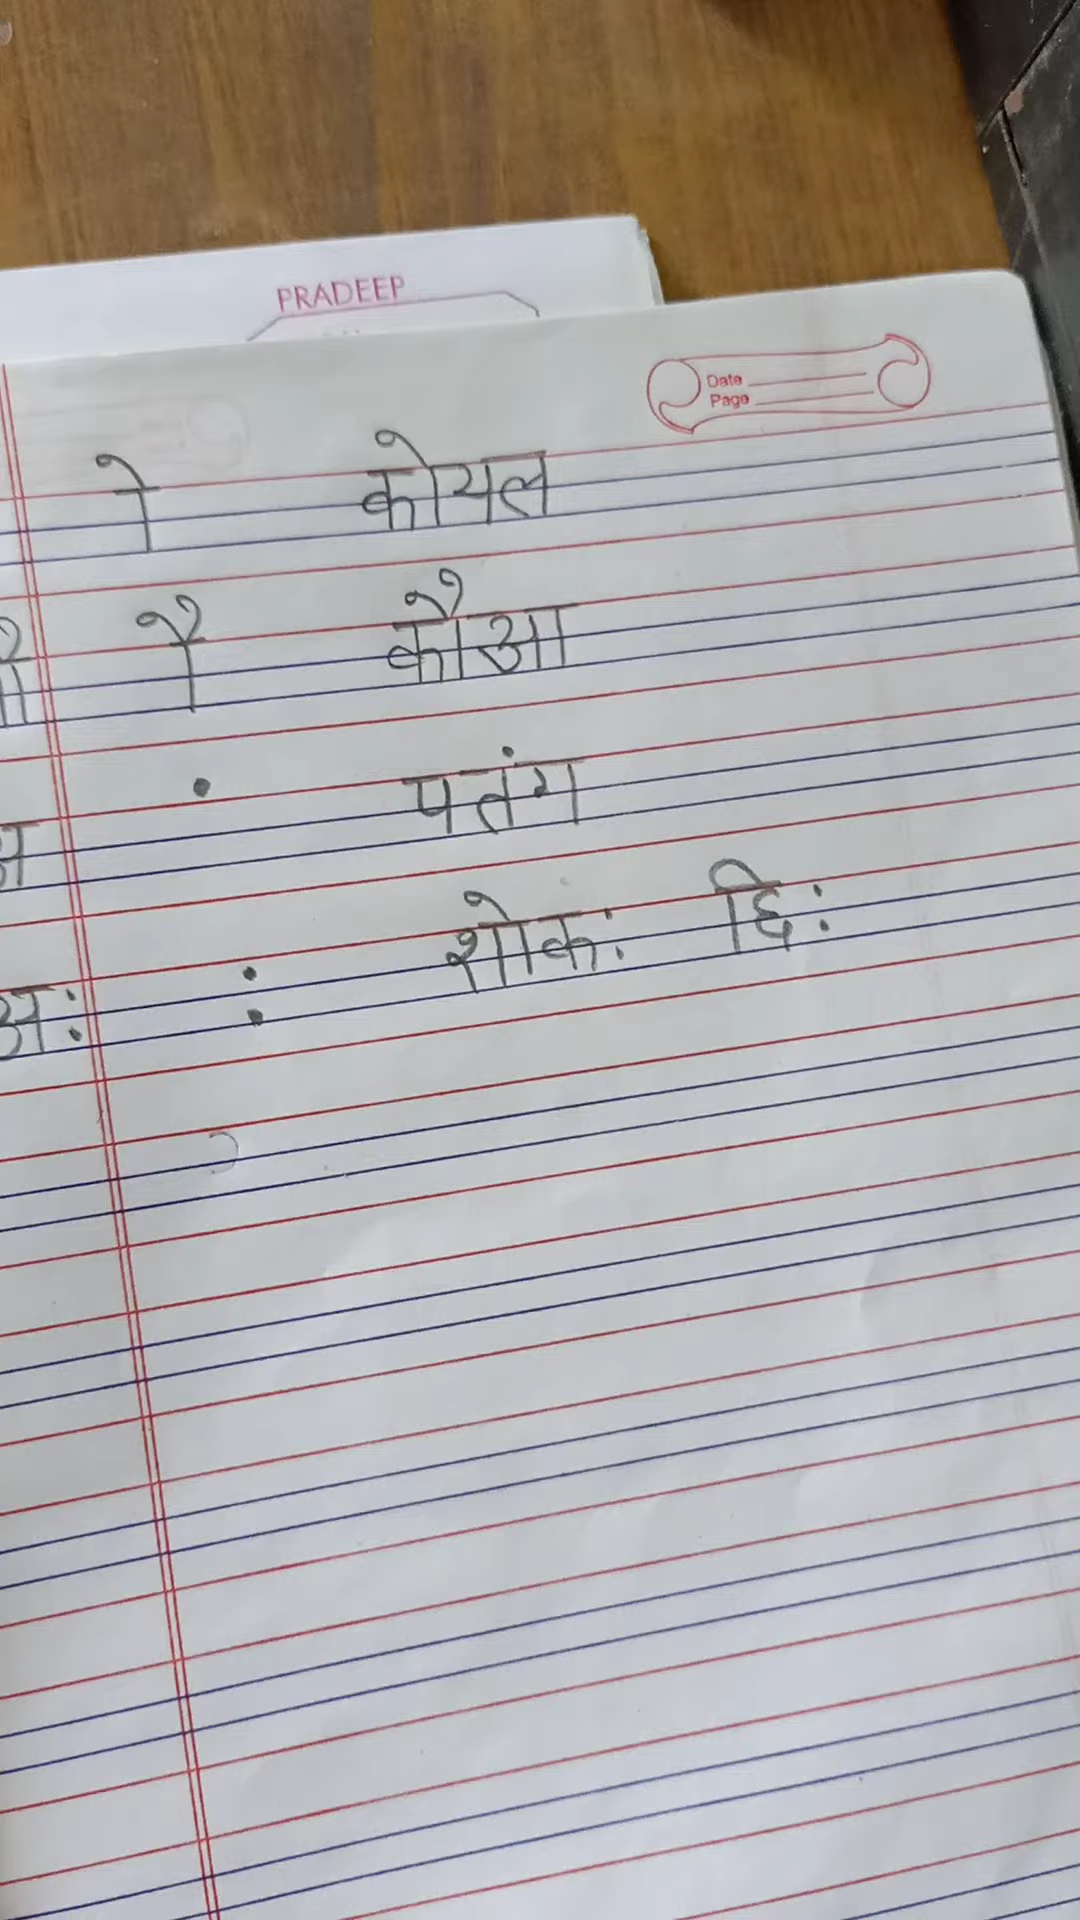 PRADEEP
Date
Page
ो कोयल
ौ कौआ
ं पतंग
अः ः शोकः छिः